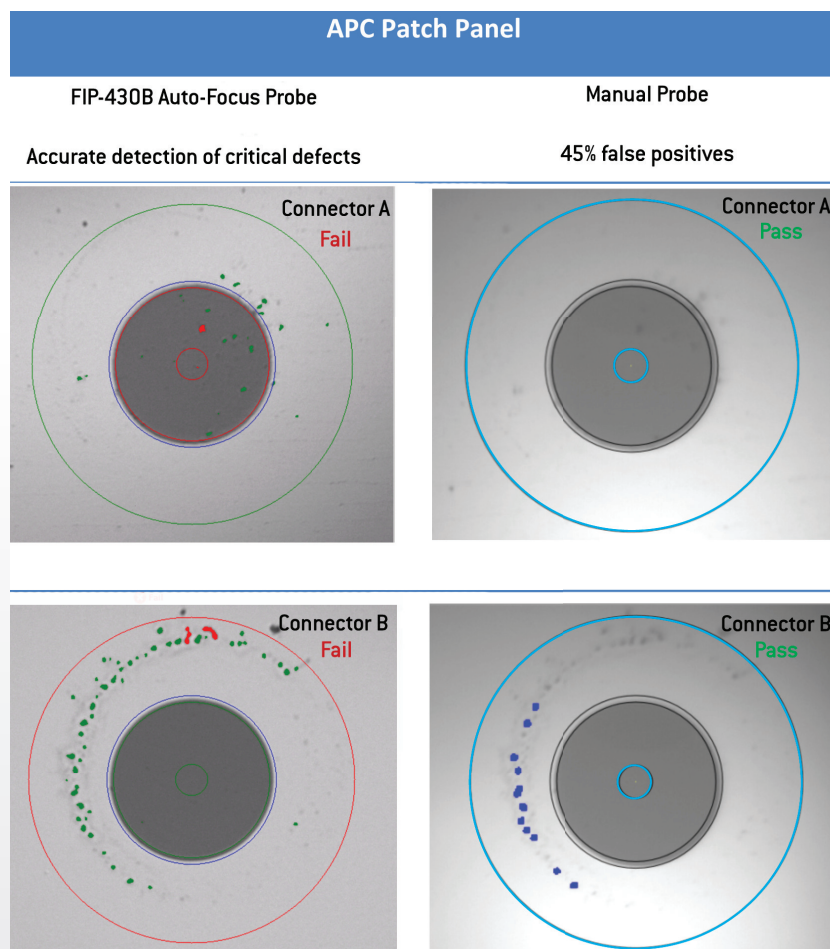 APC Patch Panel
FIP-430B Auto-Focus Probe
Manual Probe
Accurate detection of critical defects
45% false positives
Connector A
Fail
Connector A
Pass
Connector B
Fail
Connector B
Pass